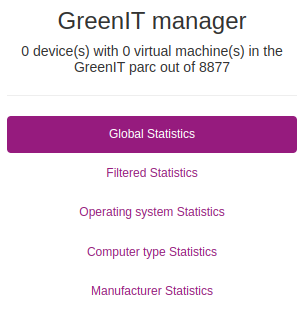 GreenIT manager
0 device(s) with 0 virtual machine(s) in the
GreenIT parc out of 8877
Global Statistics
Filtered Statistics
Operating system Statistics
Computer type Statistics
Manufacturer Statistics